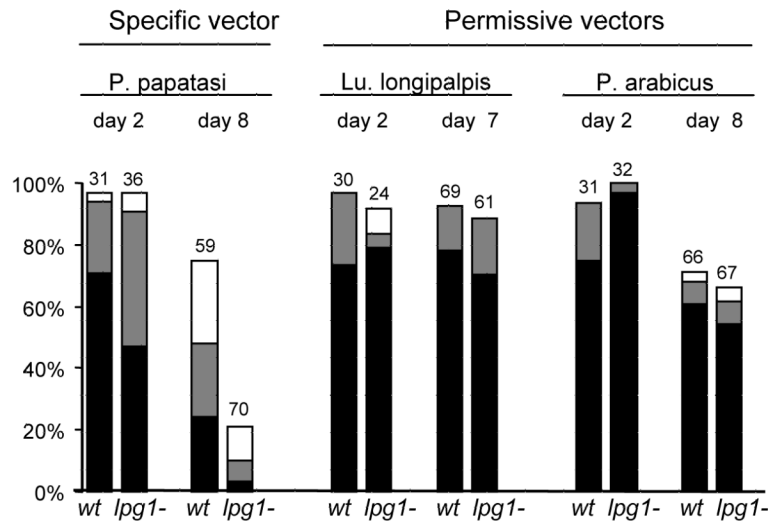 Specific vector Permissive vectors
P. papatasi Lu. longipalpis P. arabicus
day 2 day 8 day 2 day 7 day 2 day 8
100% 31 36 30 24 69 61 31 32
80% 59 66 67
60%
40%
20% 70
0%
wt lpg1- wt lpg1- wt lpg1- wt lpg1- wt lpg1- wt lpg1-